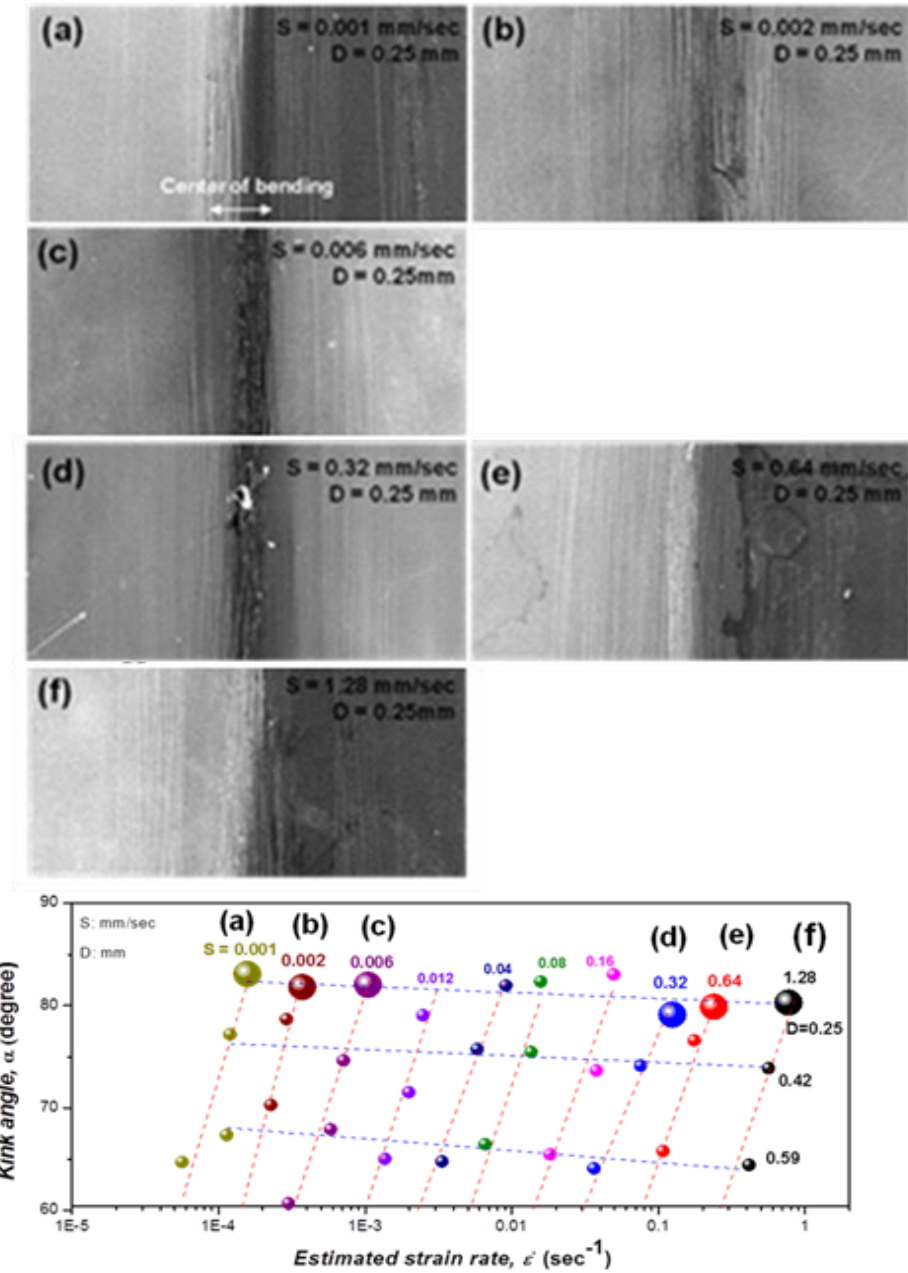 (a)
S = 0.001 mm/sec
D = 0.25 mm
Center of bending
(b)
S = 0.002 mm/sec
D = 0.25 mm
(c)
S = 0.006 mm/sec
D = 0.25mm
(d)
S = 0.32 mm/sec
D = 0.25 mm
(e)
S = 0.64 mm/sec
D = 0.25 mm
(f)
S = 1.28 mm/sec
D = 0.25mm
S: mm/sec
D: mm
(a) (b) (c) (d) (e) (f)
S = 0.001 0.002 0.006 0.012 0.04 0.08 0.16 0.32 0.64 1.28
D=0.25
0.42
0.59
90
80
70
60
Kink angle, α (degree)
1E-5 1E-4 1E-3 0.01 0.1 1
Estimated strain rate, ε̇ (sec⁻¹)